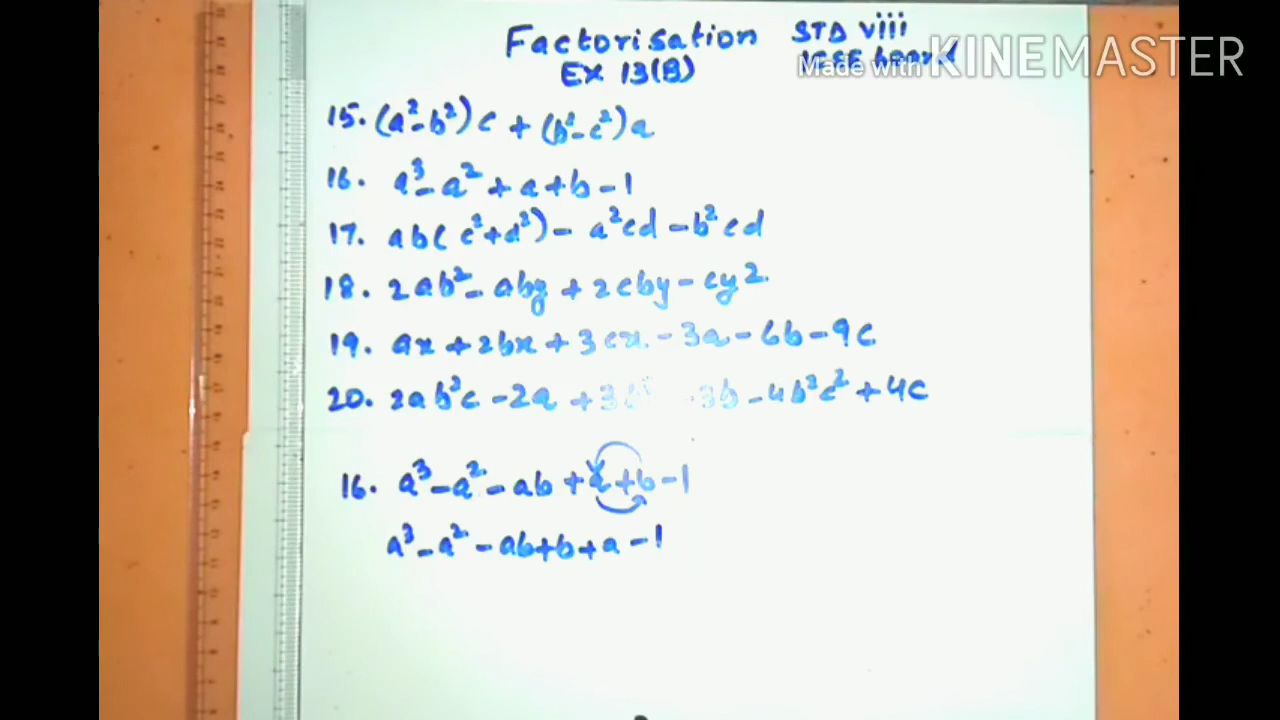 Factorisation STD viii
Ex 13(B)
Made with KINEMASTER
15. (a²-b²)c + (b²-c²)a
16. a³-a²+a+b-1
17. ab(c²+d²)-a²cd-b²cd
18. 2ab²-aby+2cby-cy2
19. ax+2bx+3cx-3a-6b-9c
20. 2ab²c-2a+3b -3b-4b²c²+4c
16. a³-a²-ab+a+b-1
a³-a²-ab+b+a-1